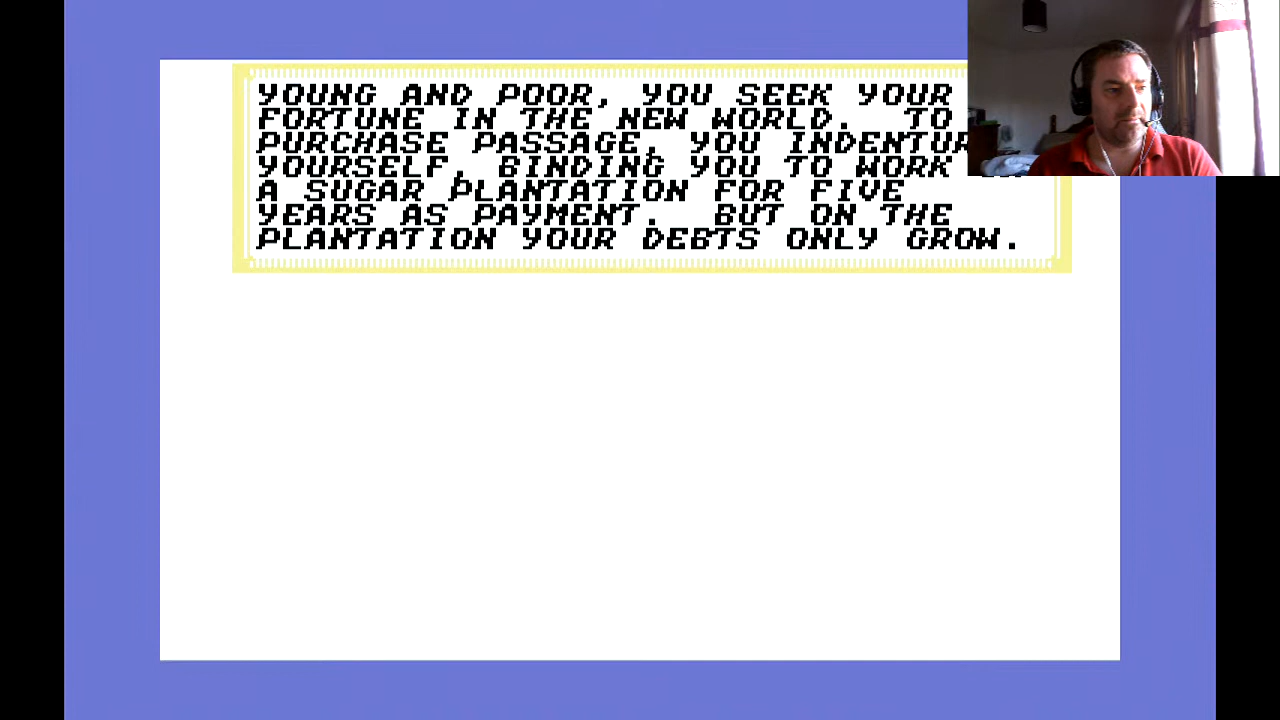 YOUNG AND POOR, YOU SEEK YOUR
FORTUNE IN THE NEW WORLD. TO
PURCHASE PASSAGE, YOU
YOURSELF, BINDING YOU TO WORK
A SUGAR PLANTATION FOR FIVE
YEARS AS PAYMENT. BUT ON THE
PLANTATION YOUR DEBTS ONLY GROW.